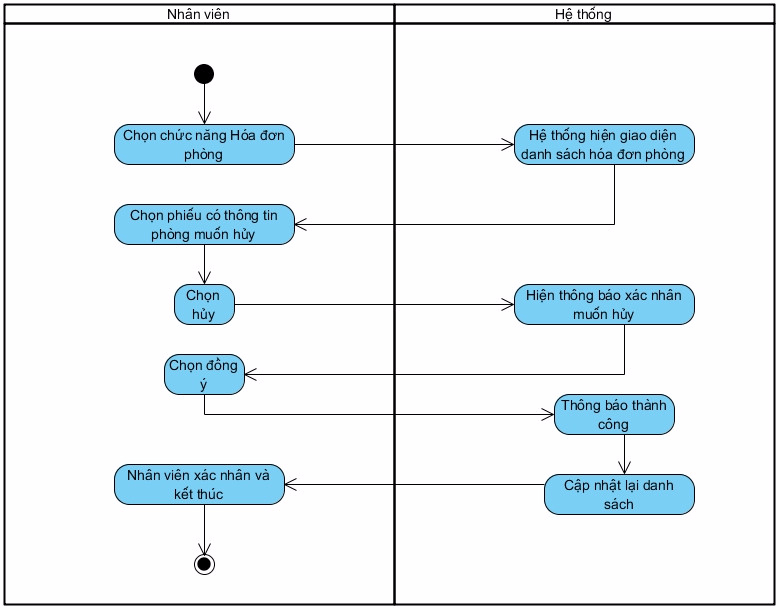 Nhân viên
Hệ thống
Chọn chức năng Hóa đơn
phòng
Hệ thống hiện giao diện
danh sách hóa đơn phòng
Chọn phiếu có thông tin
phòng muốn hủy
Chọn
hủy
Hiện thông báo xác nhân
muốn hủy
Chọn đồng
ý
Thông báo thành
công
Nhân viên xác nhân và
kết thúc
Cập nhật lại danh
sách